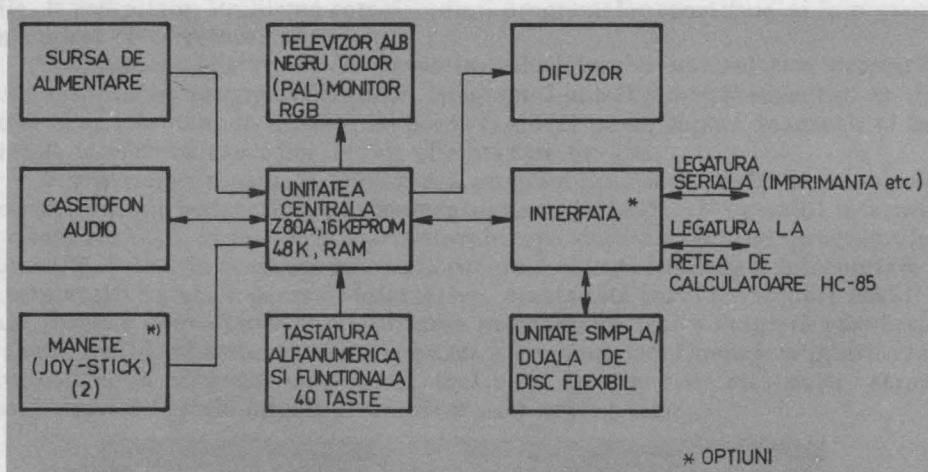 SURSA DE
ALIMENTARE
TELEVIZOR ALB
NEGRU COLOR
(PAL) MONITOR
RGB
DIFUZOR
CASETOFON
AUDIO
UNITATEA
CENTRALA
Z80A, 16KEPROM
48K, RAM
INTERFATA *
LEGATURA
SERIALA (IMPRIMANTA etc)
LEGATURA LA
RETEA DE
CALCULATOARE HC-85
MANETE *)
(JOY-STICK)
(2)
TASTATURA
ALFANUMERICA
SI FUNCTIONALA
40 TASTE
UNITATE SIMPLA/
DUALA DE
DISC FLEXIBIL
* OPTIUNI